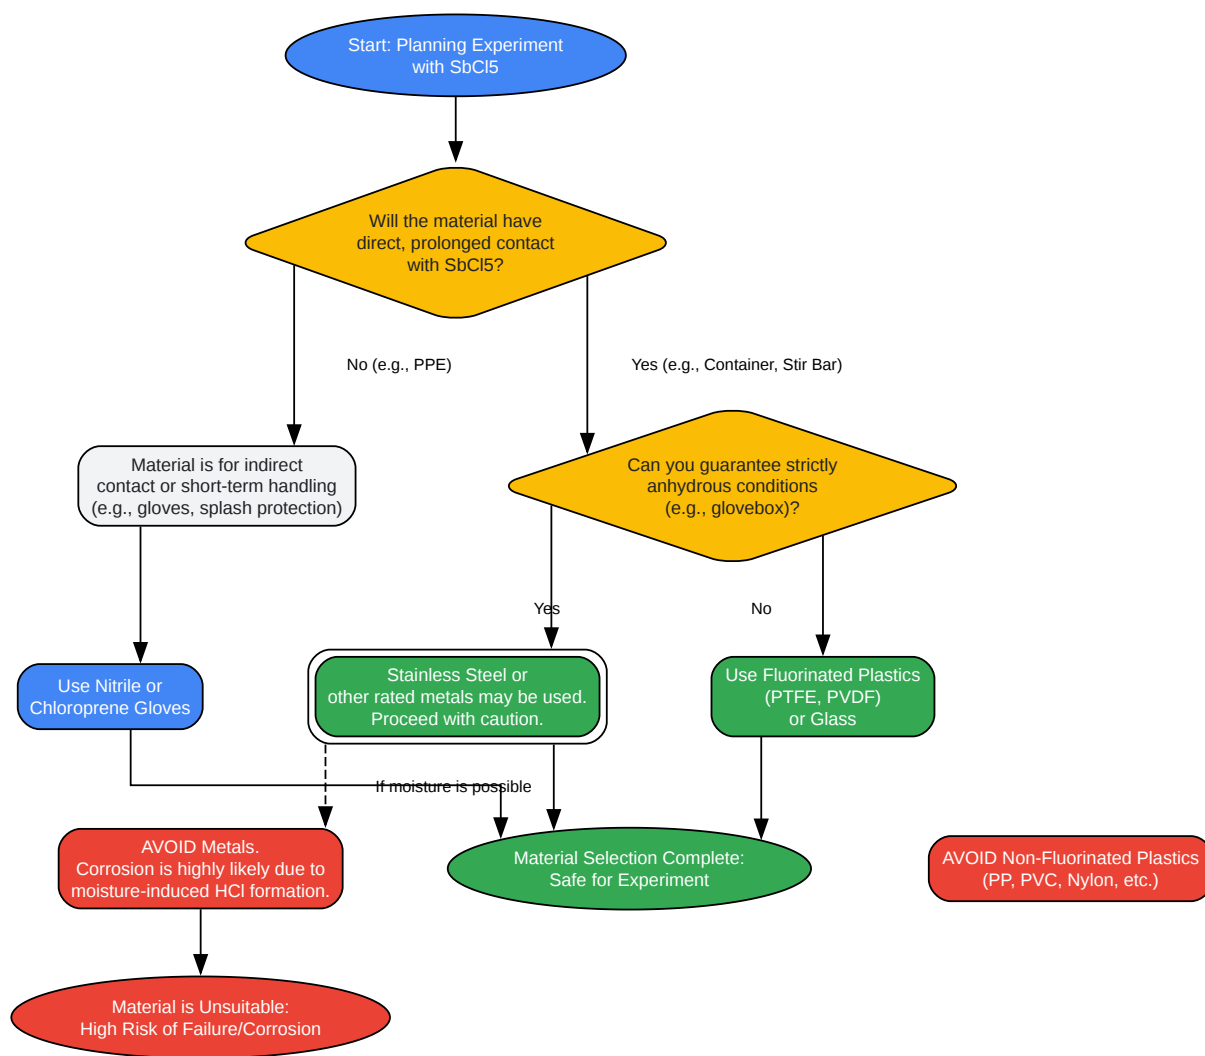 Start: Planning Experiment
with SbCl5
Will the material have
direct, prolonged contact
with SbCl5?
No (e.g., PPE)
Yes (e.g., Container, Stir Bar)
Material is for indirect
contact or short-term handling
(e.g., gloves, splash protection)
Can you guarantee strictly
anhydrous conditions
(e.g., glovebox)?
Yes
No
Use Nitrile or
Chloroprene Gloves
Stainless Steel or
other rated metals may be used.
Proceed with caution.
Use Fluorinated Plastics
(PTFE, PVDF)
or Glass
If moisture is possible
AVOID Metals.
Corrosion is highly likely due to
moisture-induced HCl formation.
Material Selection Complete:
Safe for Experiment
AVOID Non-Fluorinated Plastics
(PP, PVC, Nylon, etc.)
Material is Unsuitable:
High Risk of Failure/Corrosion